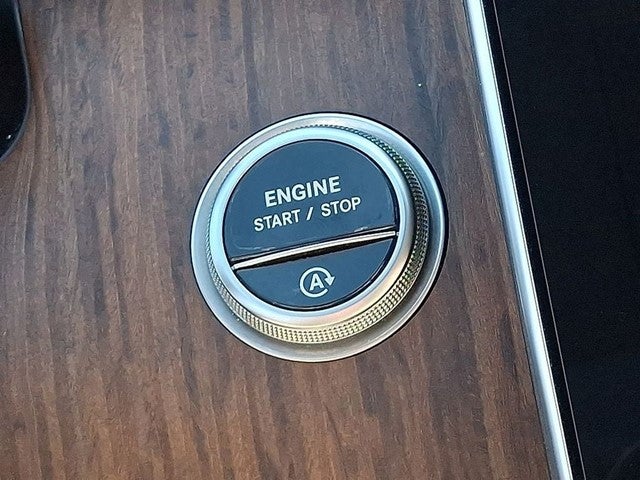 ENGINE
START / STOP
A